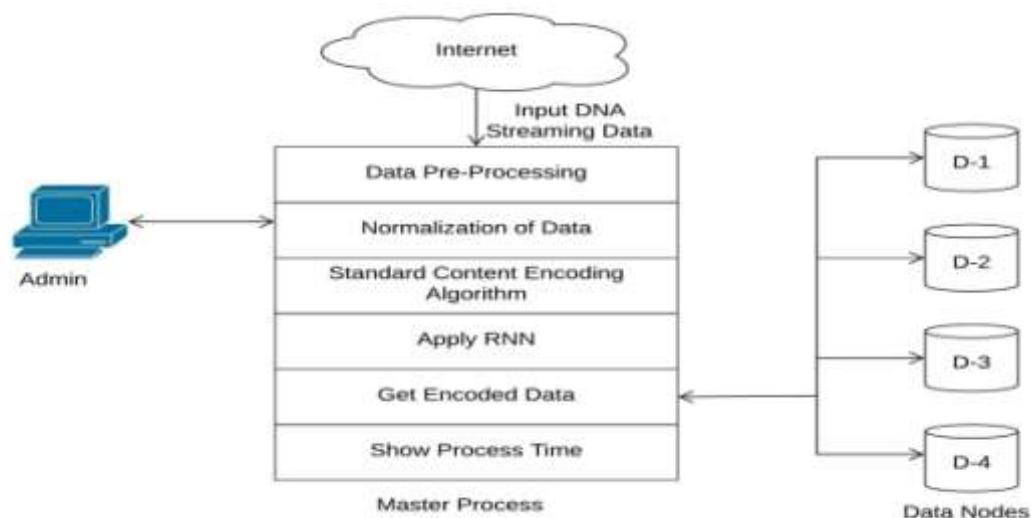 Internet
Input DNA
Streaming Data
Data Pre-Processing
Normalization of Data
Standard Content Encoding
Algorithm
Apply RNN
Get Encoded Data
Show Process Time
Master Process
Admin
D-1
D-2
D-3
D-4
Data Nodes